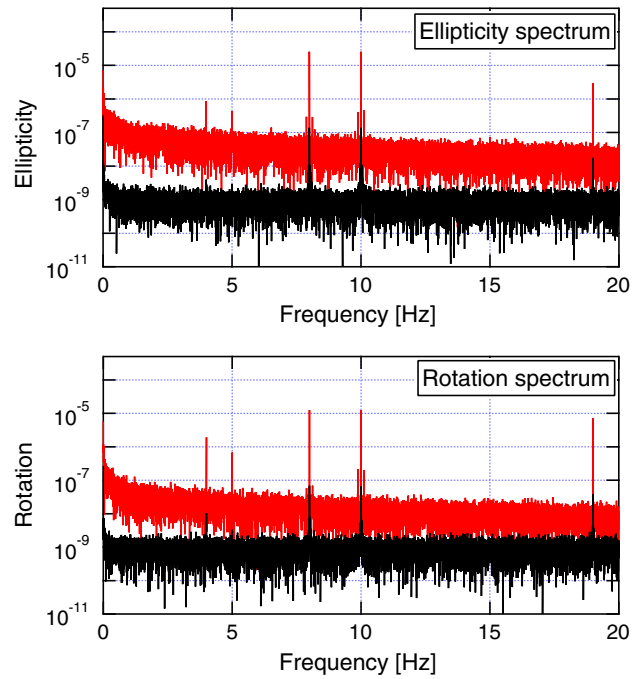 Ellipticity spectrum
10^-5
10^-7
10^-9
10^-11
Ellipticity
0 5 10 15 20
Frequency [Hz]
Rotation spectrum
10^-5
10^-7
10^-9
10^-11
Rotation
0 5 10 15 20
Frequency [Hz]